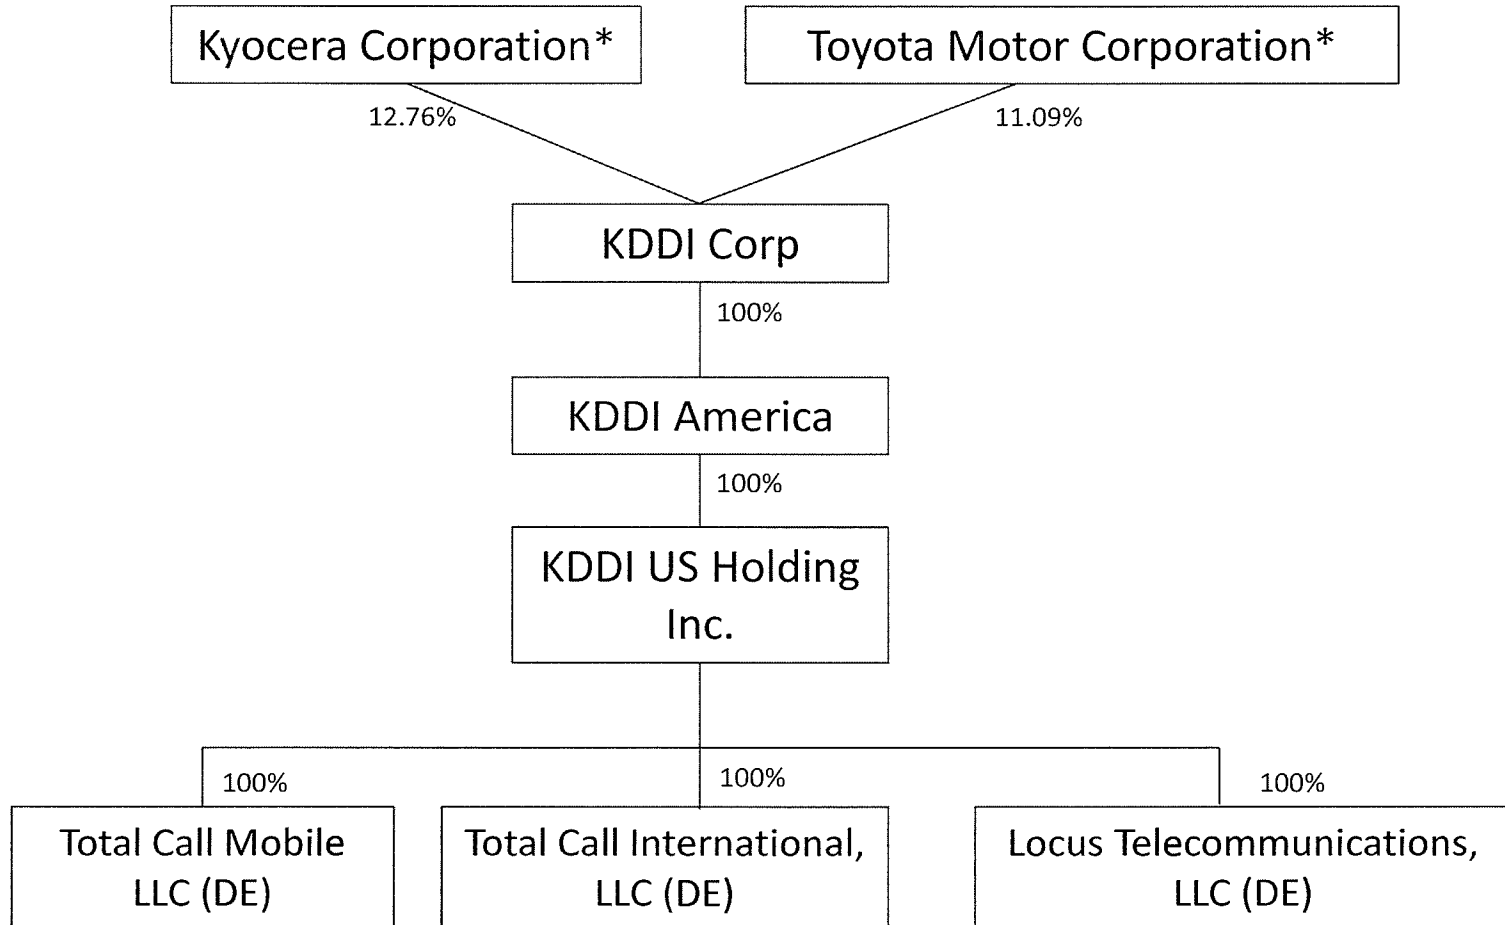 Kyocera Corporation*
Toyota Motor Corporation*
12.76%
11.09%
KDDI Corp
100%
KDDI America
100%
KDDI US Holding
Inc.
100%
100%
100%
Total Call Mobile
LLC (DE)
Total Call International,
LLC (DE)
Locus Telecommunications,
LLC (DE)